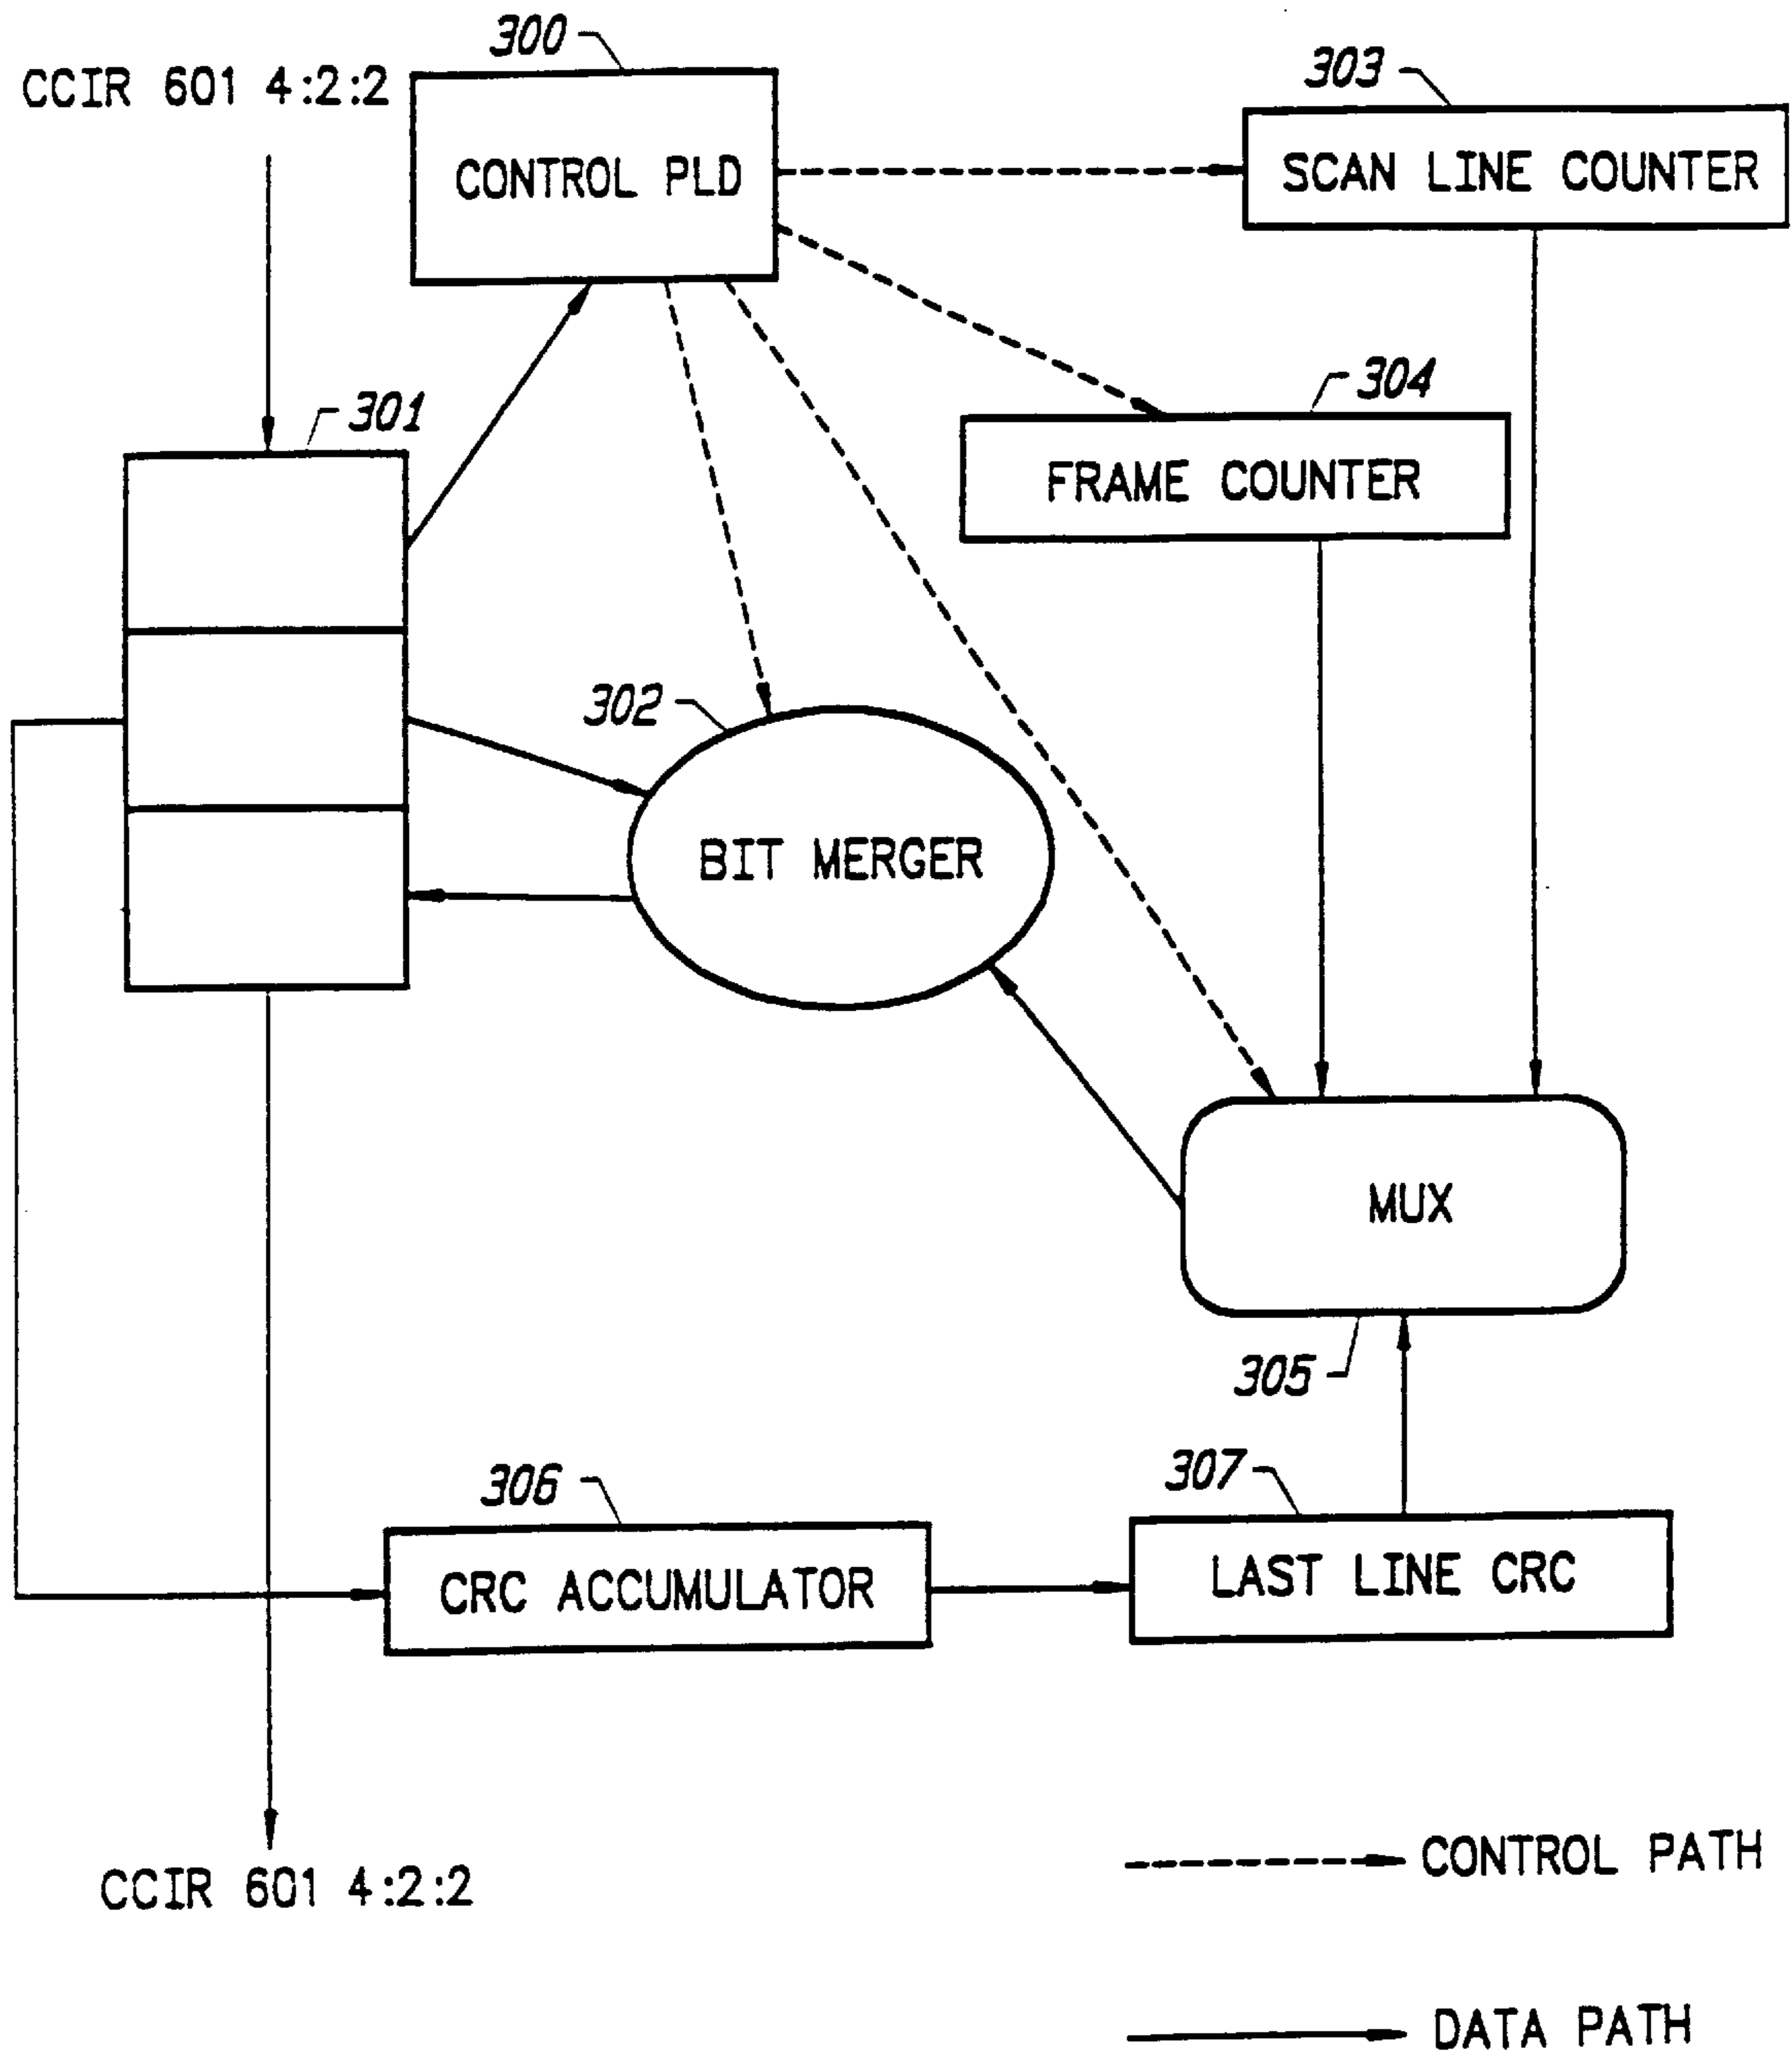 300
CCIR 601 4:2:2
303
CONTROL PLD
SCAN LINE COUNTER
304
301
FRAME COUNTER
302
BIT MERGER
MUX
305
306
307
CRC ACCUMULATOR
LAST LINE CRC
CONTROL PATH
CCIR 601 4:2:2
DATA PATH